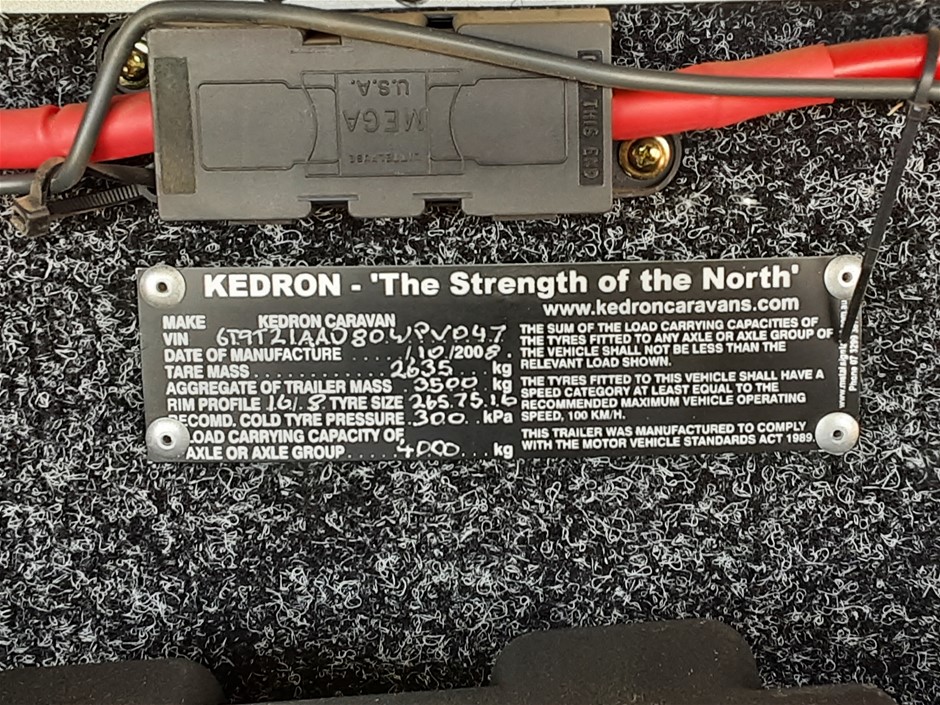 LITTELFUSE
MEGA
U.S.A.
THIS END
KEDRON - 'The Strength of the North'
www.kedroncaravans.com
MAKE KEDRON CARAVAN
VIN 6T9T21AAD80WPV047
DATE OF MANUFACTURE 1.10/2008.
TARE MASS........2635...kg
AGGREGATE OF TRAILER MASS 3500 kg
RIM PROFILE 16/8 TYRE SIZE 265.75.16
RECOMD. COLD TYRE PRESSURE.300..kPa
LOAD CARRYING CAPACITY OF
AXLE OR AXLE GROUP.....4000...kg
THE SUM OF THE LOAD CARRYING CAPACITIES OF
THE TYRES FITTED TO ANY AXLE OR AXLE GROUP OF
THE VEHICLE SHALL NOT BE LESS THAN THE
RELEVANT LOAD SHOWN.
THE TYRES FITTED TO THIS VEHICLE SHALL HAVE A
SPEED CATEGORY AT LEAST EQUAL TO THE
RECOMMENDED MAXIMUM VEHICLE OPERATING
SPEED. 100 KM/H.
THIS TRAILER WAS MANUFACTURED TO COMPLY
WITH THE MOTOR VEHICLE STANDARDS ACT 1989.
Phone 07